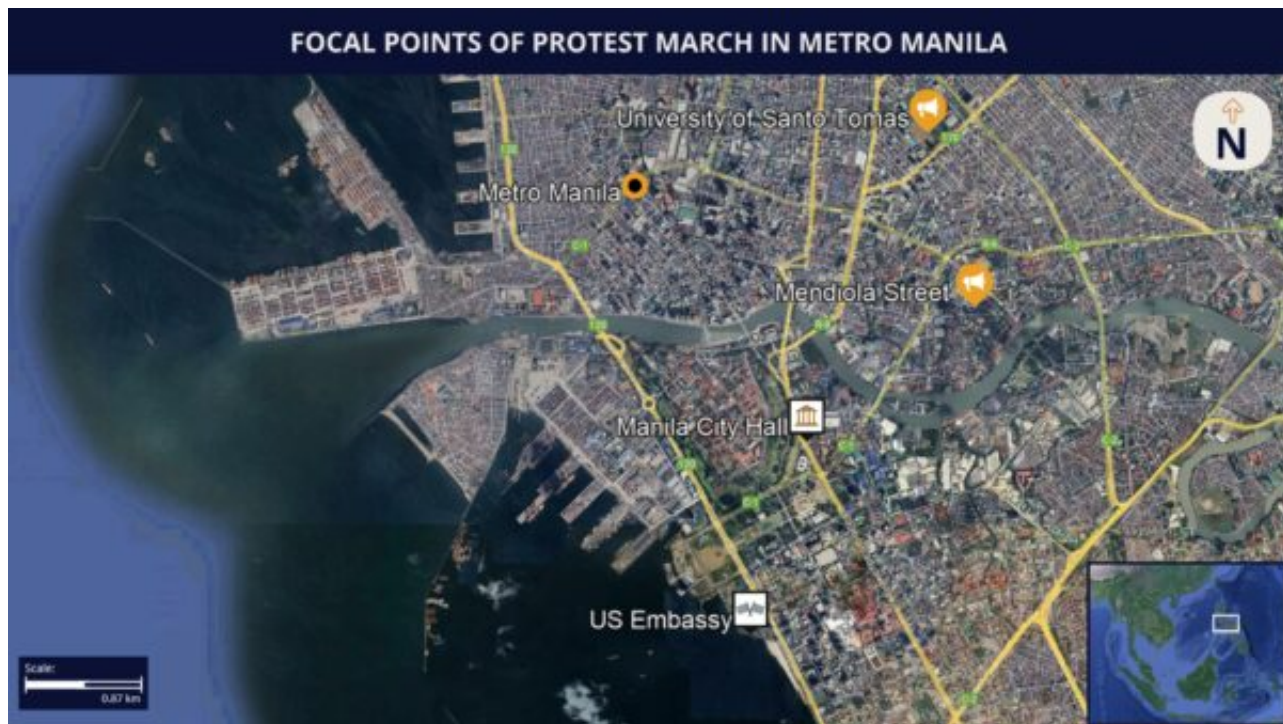 FOCAL POINTS OF PROTEST MARCH IN METRO MANILA
University of Santo Tomas
N
Metro Manila
Mendiola Street
Manila City Hall
US Embassy
Scale:
0.87 km